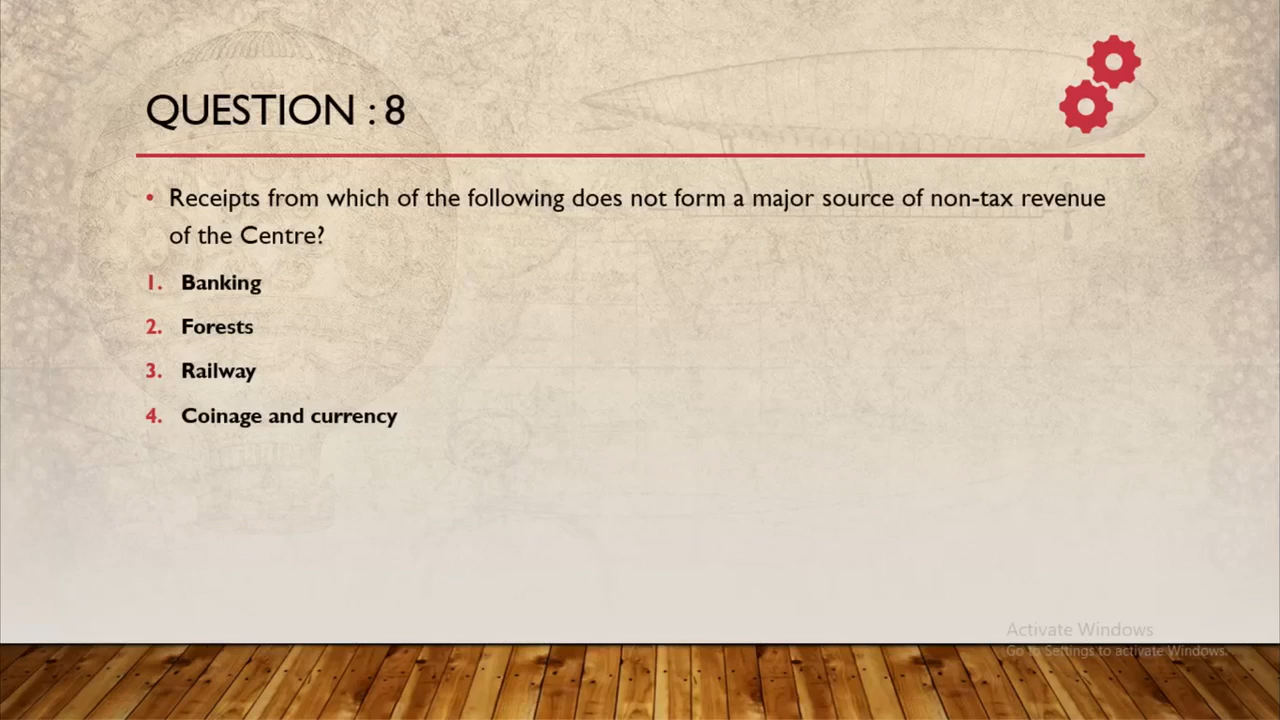 QUESTION : 8
• Receipts from which of the following does not form a major source of non-tax revenue
of the Centre?
1. Banking
2. Forests
3. Railway
4. Coinage and currency
Activate Windows
Go to Settings to activate Windows.